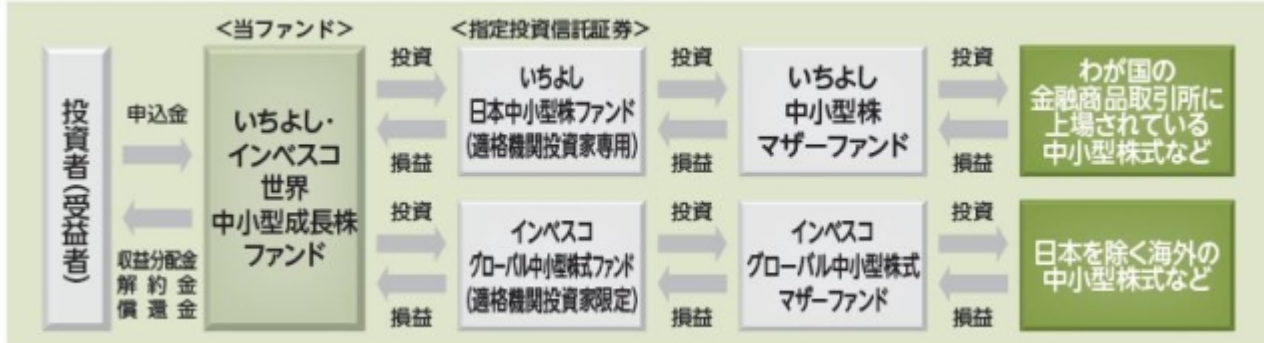 <当ファンド>
<指定投資信託証券>
投資者(受益者)
申込金
収益分配金
解約金
償還金
いちよし・
インベスコ
世界
中小型成長株
ファンド
投資
損益
いちよし
日本中小型株ファンド
(適格機関投資家専用)
投資
損益
いちよし
中小型株
マザーファンド
投資
損益
わが国の
金融商品取引所に
上場されている
中小型株式など
投資
損益
インベスコ
グローバル中小型株式ファンド
(適格機関投資家限定)
投資
損益
インベスコ
グローバル中小型株式
マザーファンド
投資
損益
日本を除く海外の
中小型株式など